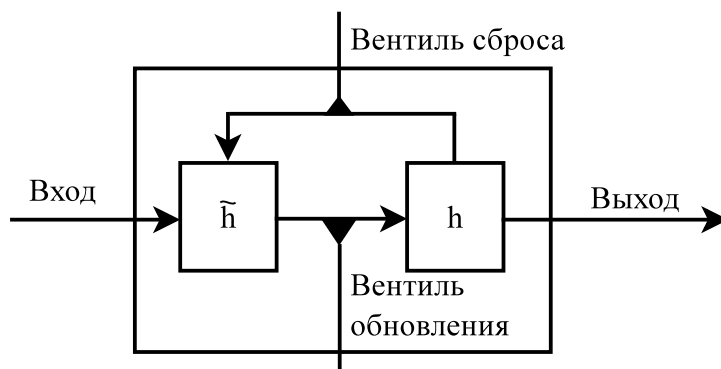 Вентиль сброса
Вход
h̃
h
Выход
Вентиль
обновления